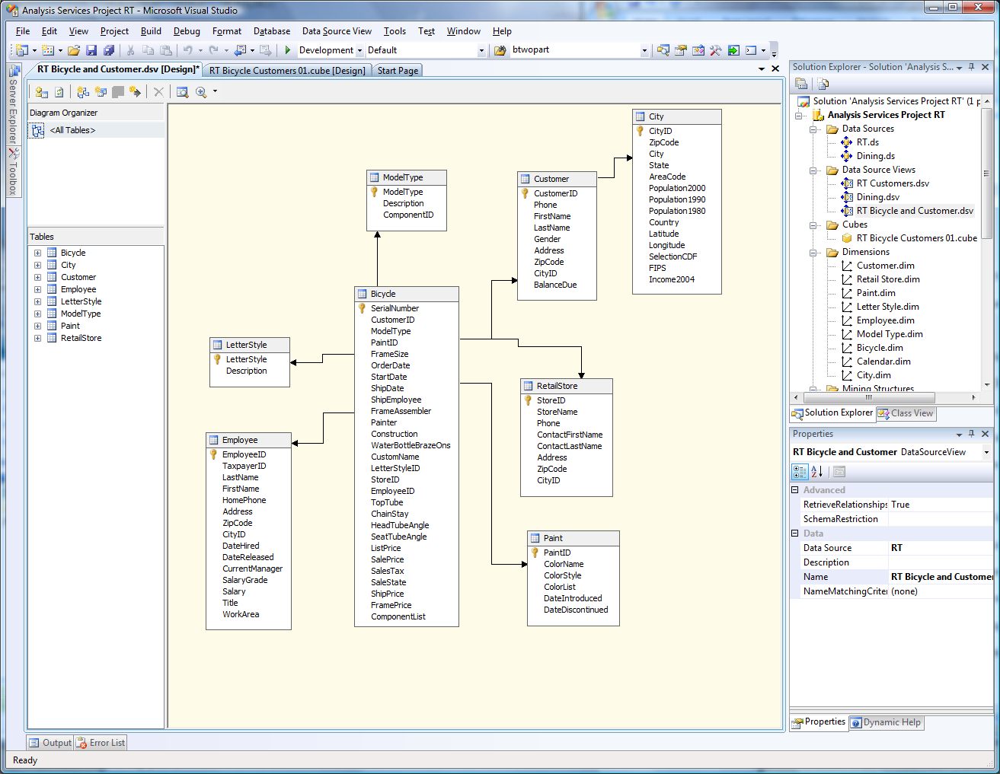 Analysis Services Project RT - Microsoft Visual Studio
File Edit View Project Build Debug Format Database Data Source View Tools Test Window Help
Development Default btwopart
Server Explorer
Toolbox
RT Bicycle and Customer.dsv [Design]* RT Bicycle Customers 01.cube [Design] Start Page
Diagram Organizer
<All Tables>
Tables
Bicycle
City
Customer
Employee
LetterStyle
ModelType
Paint
RetailStore
ModelType
ModelType
Description
ComponentID
LetterStyle
LetterStyle
Description
Employee
EmployeeID
TaxpayerID
LastName
FirstName
HomePhone
Address
ZipCode
CityID
DateHired
DateReleased
CurrentManager
SalaryGrade
Salary
Title
WorkArea
Bicycle
SerialNumber
CustomerID
ModelType
PaintID
FrameSize
OrderDate
StartDate
ShipDate
ShipEmployee
FrameAssembler
Painter
Construction
WaterBottleBrazeOns
CustomName
LetterStyleID
StoreID
EmployeeID
TopTube
ChainStay
HeadTubeAngle
SeatTubeAngle
ListPrice
SalePrice
SalesTax
SaleState
ShipPrice
FramePrice
ComponentList
Customer
CustomerID
Phone
FirstName
LastName
Gender
Address
ZipCode
CityID
BalanceDue
City
CityID
ZipCode
City
State
AreaCode
Population2000
Population1990
Population1980
Country
Latitude
Longitude
SelectionCDF
FIPS
Income2004
RetailStore
StoreID
StoreName
Phone
ContactFirstName
ContactLastName
Address
ZipCode
CityID
Paint
PaintID
ColorName
ColorStyle
ColorList
DateIntroduced
DateDiscontinued
Solution Explorer - Solution 'Analysis S...
Solution 'Analysis Services Project RT' (1 p
Analysis Services Project RT
Data Sources
RT.ds
Dining.ds
Data Source Views
RT Customers.dsv
Dining.dsv
RT Bicycle and Customer.dsv
Cubes
RT Bicycle Customers 01.cube
Dimensions
Customer.dim
Retail Store.dim
Paint.dim
Letter Style.dim
Employee.dim
Model Type.dim
Bicycle.dim
Calendar.dim
City.dim
Mining Structures
Solution Explorer Class View
Properties
RT Bicycle and Customer DataSourceView
Advanced
RetrieveRelationships True
SchemaRestriction
Data
Data Source RT
Description
Name RT Bicycle and Customer
NameMatchingCriter (none)
Properties Dynamic Help
Output Error List
Ready